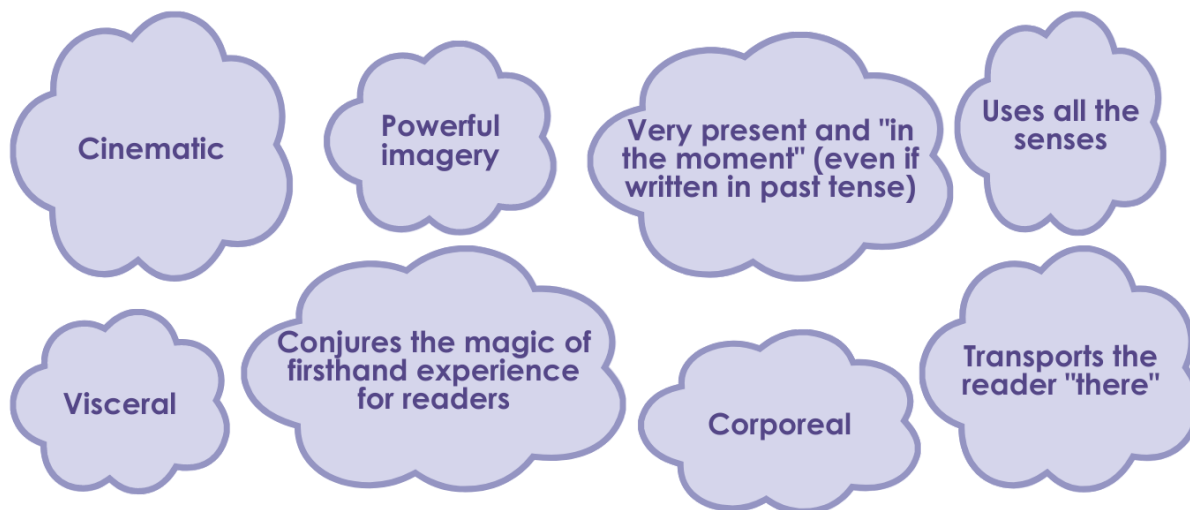 Cinematic
Powerful
imagery
Very present and "in
the moment" (even if
written in past tense)
Uses all the
senses
Visceral
Conjures the magic of
firsthand experience
for readers
Corporeal
Transports the
reader "there"